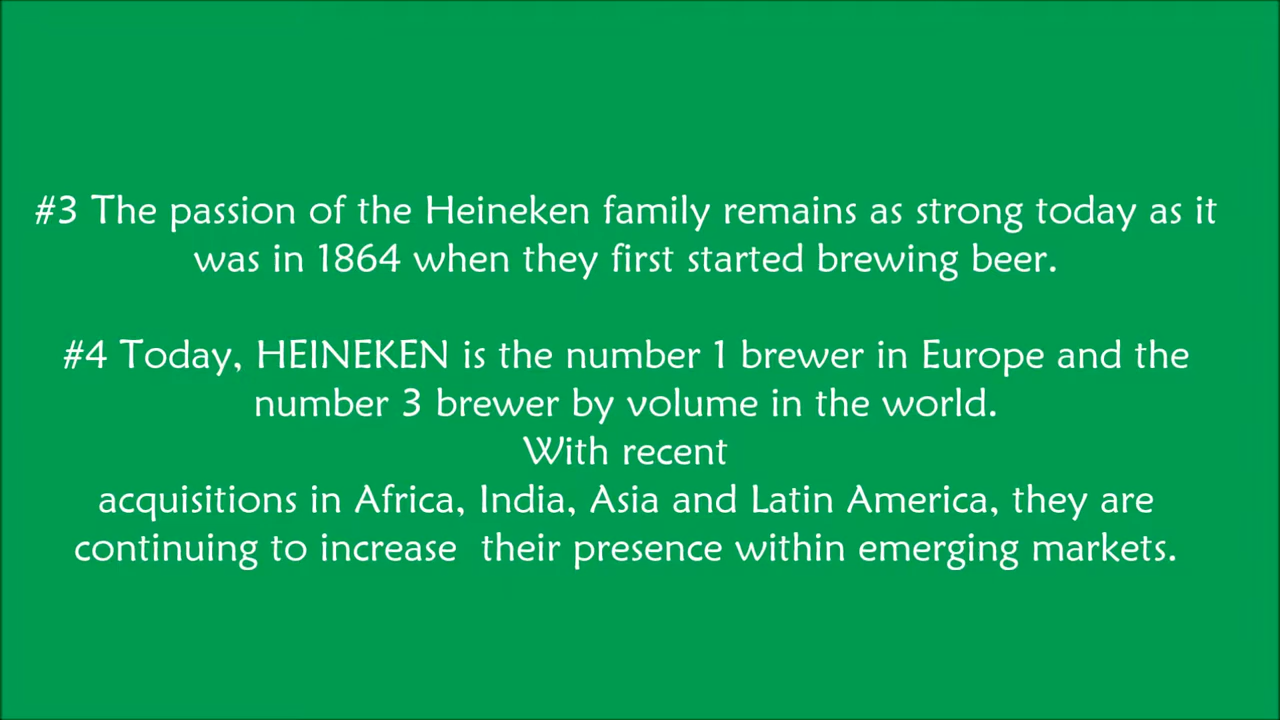 #3 The passion of the Heineken family remains as strong today as it
was in 1864 when they first started brewing beer.
#4 Today, HEINEKEN is the number 1 brewer in Europe and the
number 3 brewer by volume in the world.
With recent
acquisitions in Africa, India, Asia and Latin America, they are
continuing to increase  their presence within emerging markets.